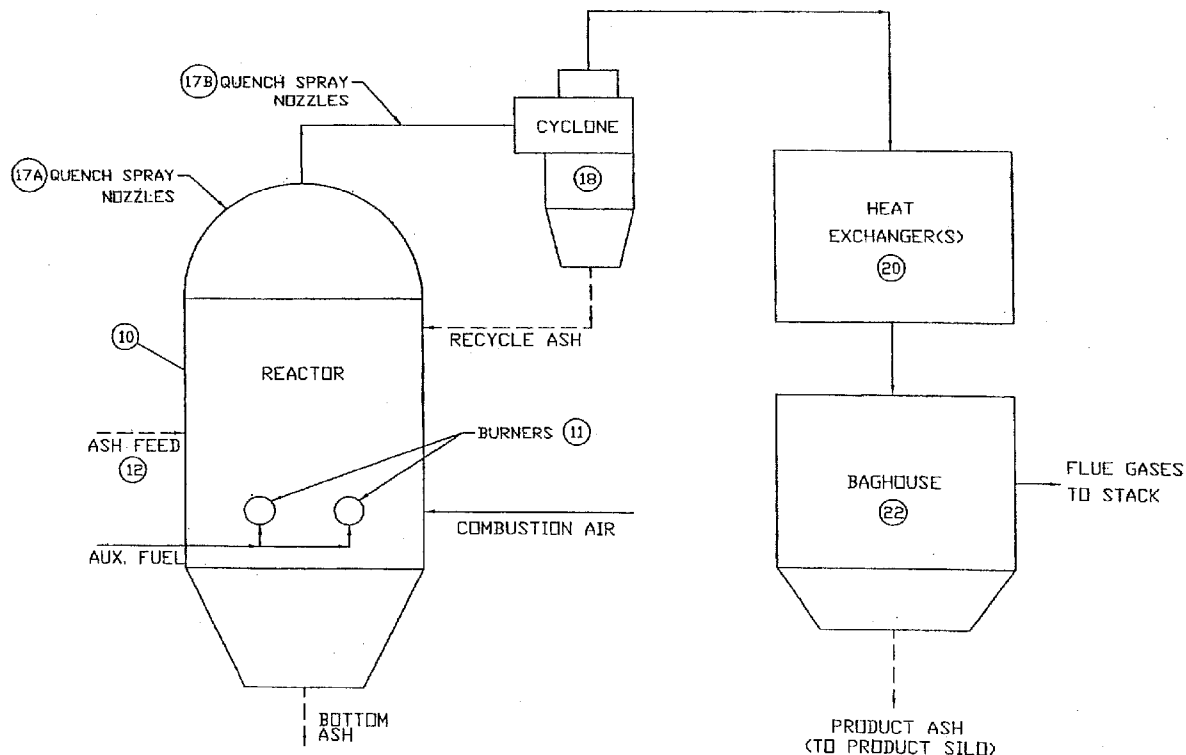 17B QUENCH SPRAY
NOZZLES
17A QUENCH SPRAY
NOZZLES
CYCLONE
18
HEAT
EXCHANGER(S)
20
RECYCLE ASH
10
REACTOR
ASH FEED
12
BURNERS 11
AUX. FUEL
COMBUSTION AIR
BAGHOUSE
22
FLUE GASES
TO STACK
BOTTOM
ASH
PRODUCT ASH
(TO PRODUCT SILO)